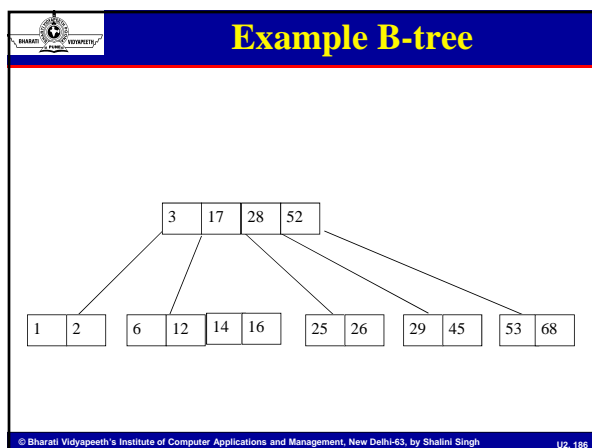 BHARATI VIDYAPEETH
PUNE
Example B-tree
3 17 28 52
1 2 6 12 14 16 25 26 29 45 53 68
© Bharati Vidyapeeth's Institute of Computer Applications and Management, New Delhi-63, by Shalini Singh U2. 186